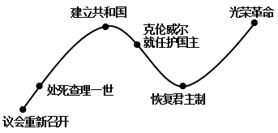 建立共和国
克伦威尔
就任护国主
光荣革命
处死查理一世
恢复君主制
议会重新召开